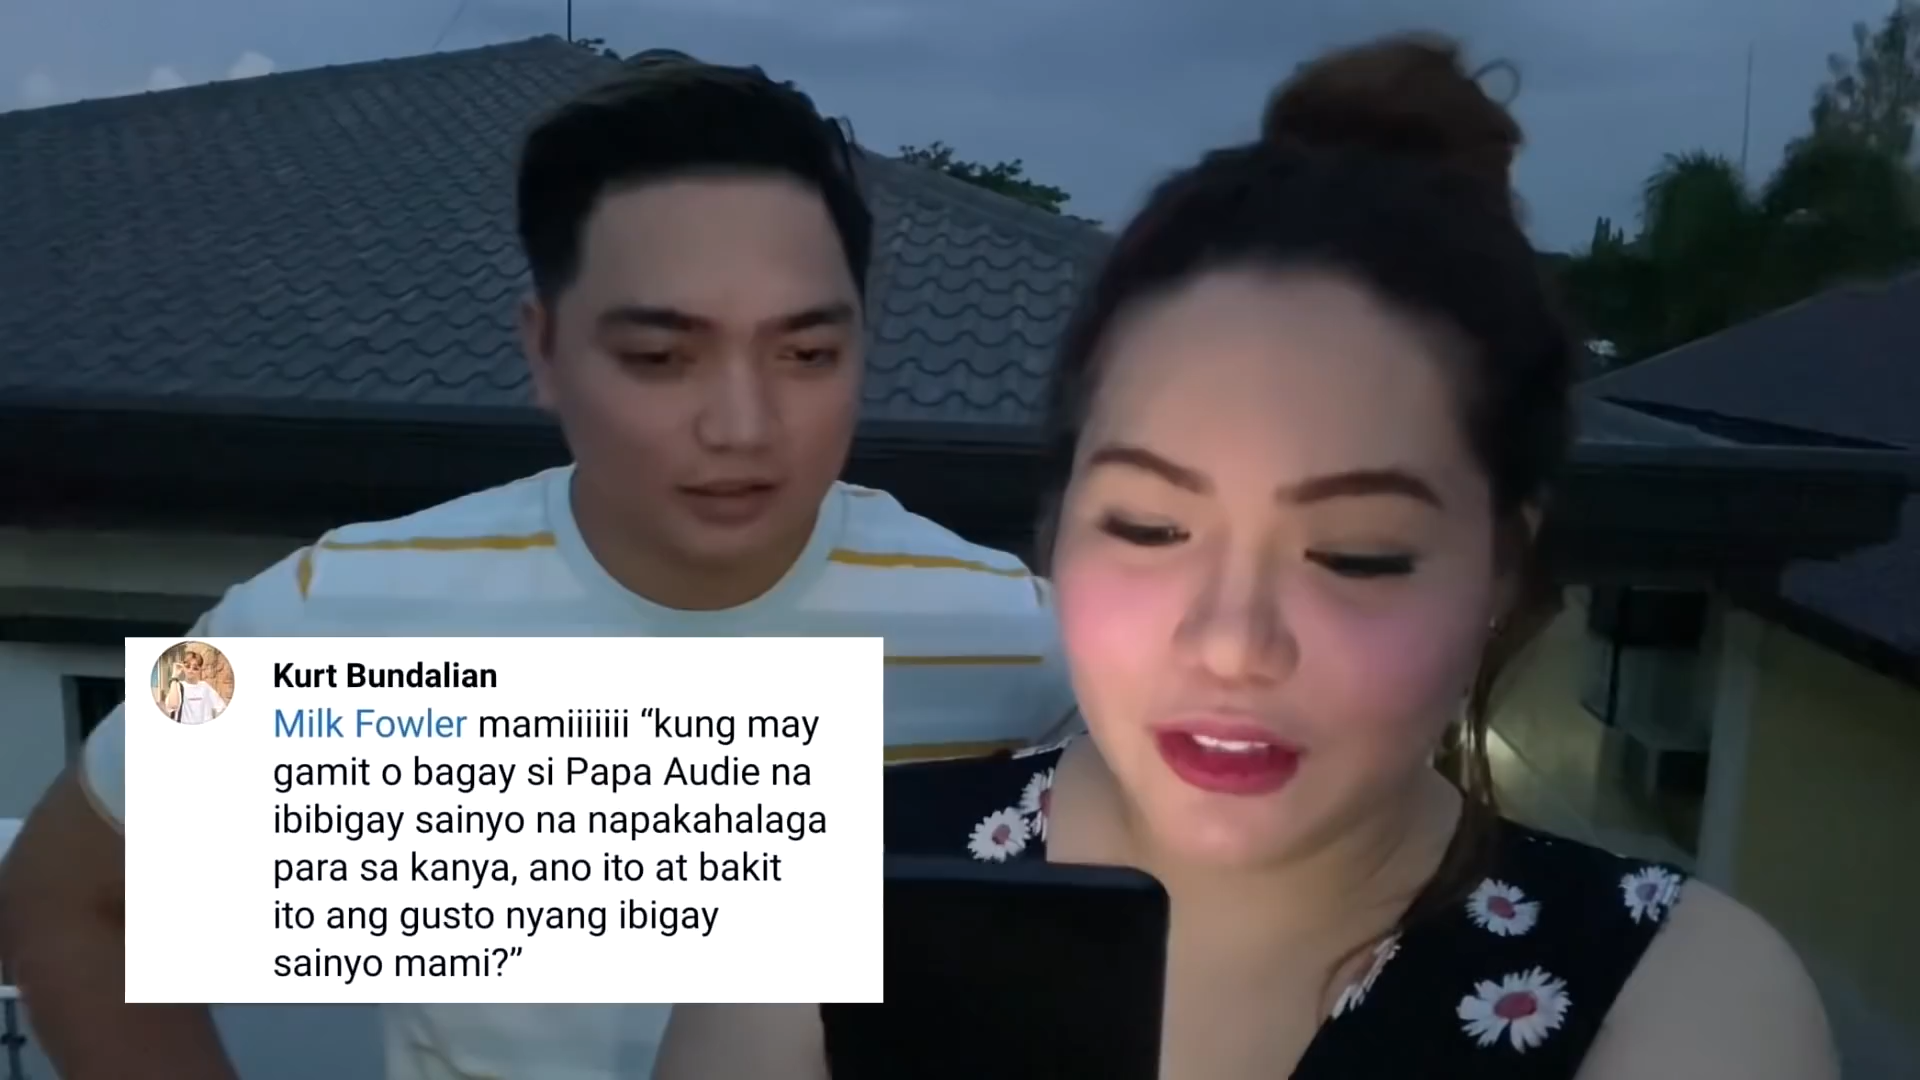 Kurt Bundalian
Milk Fowler mamiiiiiii “kung may
gamit o bagay si Papa Audie na
ibibigay sainyo na napakahalaga
para sa kanya, ano ito at bakit
ito ang gusto nyang ibigay
sainyo mami?”